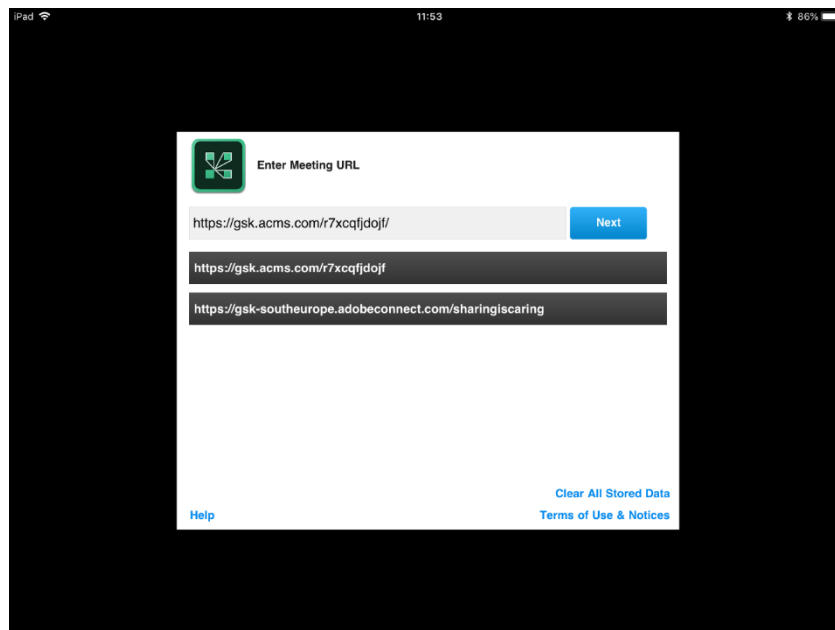 iPad 11:53 86%
Enter Meeting URL
https://gsk.acms.com/r7xcqfjdojf/ Next
https://gsk.acms.com/r7xcqfjdojf
https://gsk-southeurope.adobeconnect.com/sharingiscaring
Clear All Stored Data
Help Terms of Use & Notices